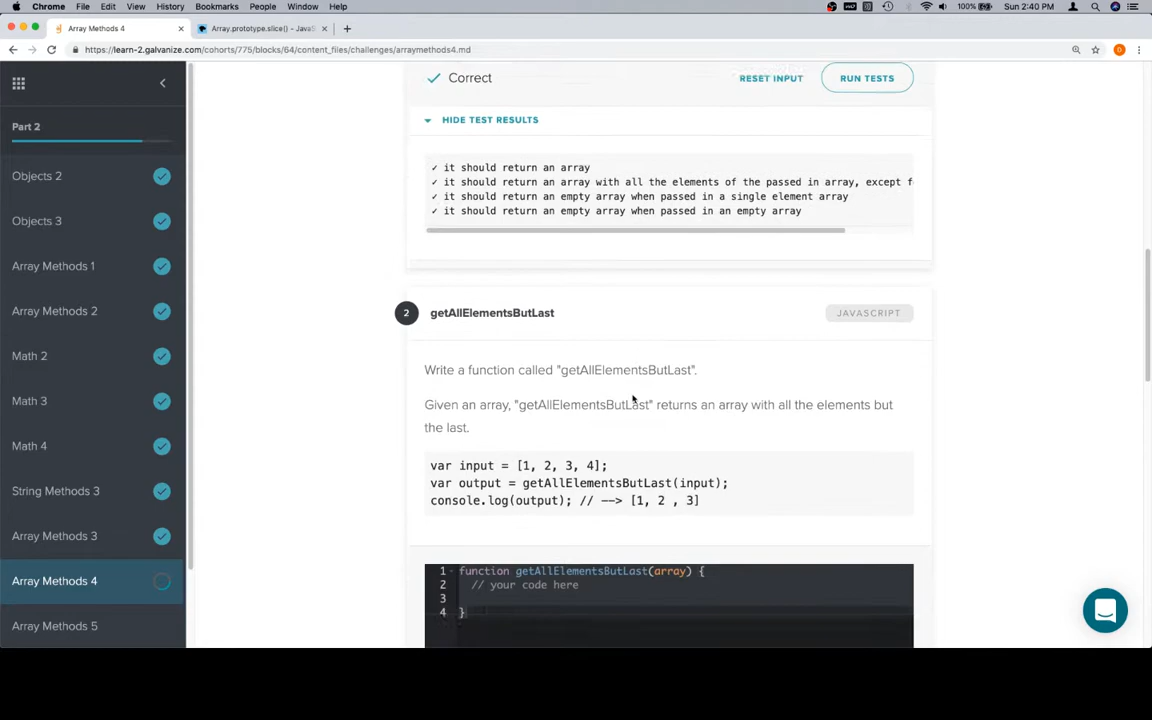 Chrome File Edit View History Bookmarks People Window Help
100% Sun 2:40 PM
Array Methods 4
Array.prototype.slice() - JavaS
https://learn-2.galvanize.com/cohorts/775/blocks/64/content_files/challenges/arraymethods4.md
Part 2
Objects 2
Objects 3
Array Methods 1
Array Methods 2
Math 2
Math 3
Math 4
String Methods 3
Array Methods 3
Array Methods 4
Array Methods 5
Correct
RESET INPUT
RUN TESTS
HIDE TEST RESULTS
✓ it should return an array
✓ it should return an array with all the elements of the passed in array, except f
✓ it should return an empty array when passed in a single element array
✓ it should return an empty array when passed in an empty array
2 getAllElementsButLast
JAVASCRIPT
Write a function called "getAllElementsButLast".
Given an array, "getAllElementsButLast" returns an array with all the elements but
the last.
var input = [1, 2, 3, 4];
var output = getAllElementsButLast(input);
console.log(output); // --> [1, 2 , 3]
1 function getAllElementsButLast(array) {
2 // your code here
3
4 }